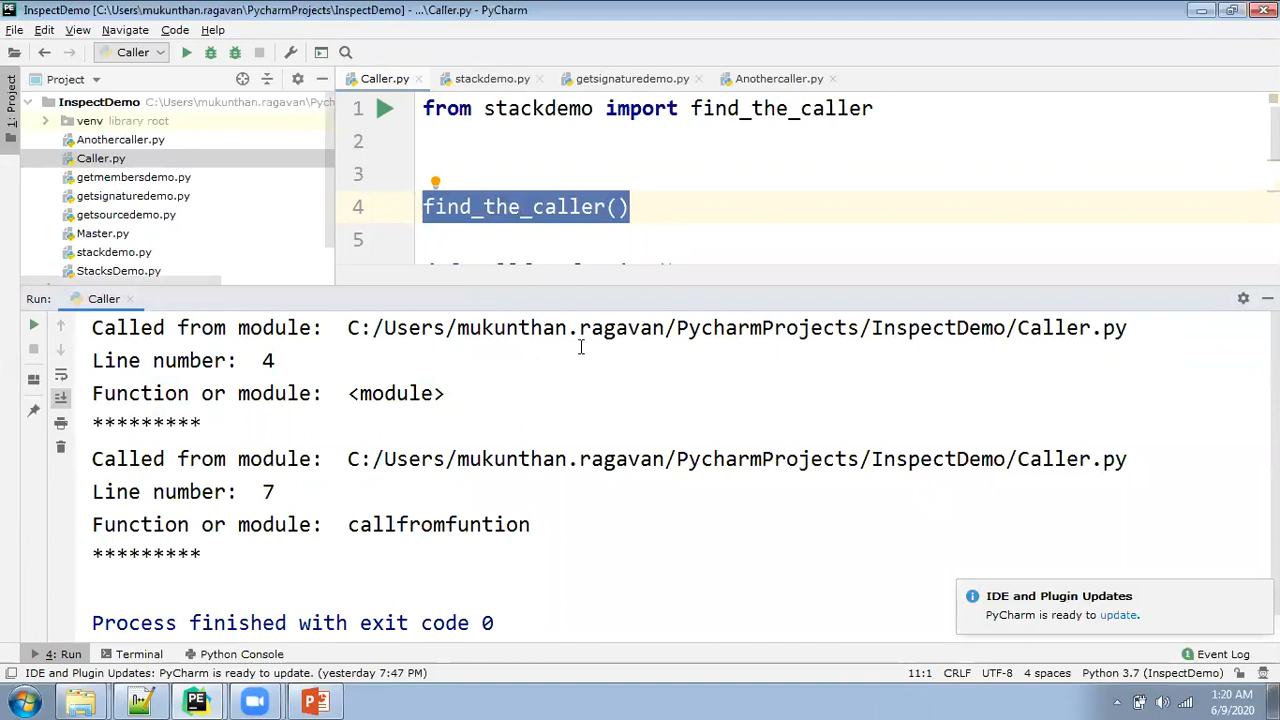 InspectDemo [C:\Users\mukunthan.ragavan\PycharmProjects\InspectDemo] - ...\Caller.py - PyCharm
File Edit View Navigate Code Help
Caller
1: Project
Project
Caller.py
stackdemo.py
getsignaturedemo.py
Anothercaller.py
InspectDemo C:\Users\mukunthan.ragavan\Pych
venv library root
Anothercaller.py
Caller.py
getmembersdemo.py
getsignaturedemo.py
getsourcedemo.py
Master.py
stackdemo.py
StacksDemo.py
1 from stackdemo import find_the_caller
2
3
4 find_the_caller()
5
Run: Caller
Called from module: C:/Users/mukunthan.ragavan/PycharmProjects/InspectDemo/Caller.py
Line number: 4
Function or module: <module>
*********
Called from module: C:/Users/mukunthan.ragavan/PycharmProjects/InspectDemo/Caller.py
Line number: 7
Function or module: callfromfuntion
*********
Process finished with exit code 0
IDE and Plugin Updates
PyCharm is ready to update.
4: Run Terminal Python Console Event Log
IDE and Plugin Updates: PyCharm is ready to update. (yesterday 7:47 PM) 11:1 CRLF UTF-8 4 spaces Python 3.7 (InspectDemo)
PE
1:20 AM
6/9/2020